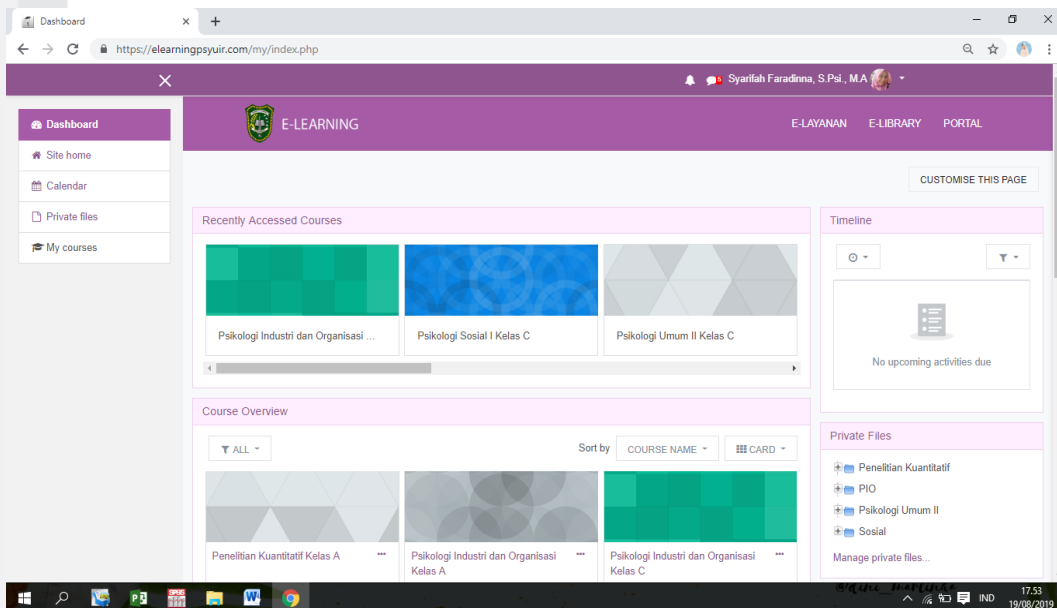 Dashboard
https://elearningpsyuir.com/my/index.php
5
Syarifah Faradinna, S.Psi., M.A
Dashboard
Site home
Calendar
Private files
My courses
E-LEARNING
E-LAYANAN E-LIBRARY PORTAL
CUSTOMISE THIS PAGE
Recently Accessed Courses
Psikologi Industri dan Organisasi ...
Psikologi Sosial I Kelas C
Psikologi Umum II Kelas C
Timeline
No upcoming activities due
Course Overview
ALL
Sort by
COURSE NAME
CARD
Penelitian Kuantitatif Kelas A
Psikologi Industri dan Organisasi
Kelas A
Psikologi Industri dan Organisasi
Kelas C
Private Files
Penelitian Kuantitatif
PIO
Psikologi Umum II
Sosial
Manage private files...
SPSS
IND
17.53
19/08/2019